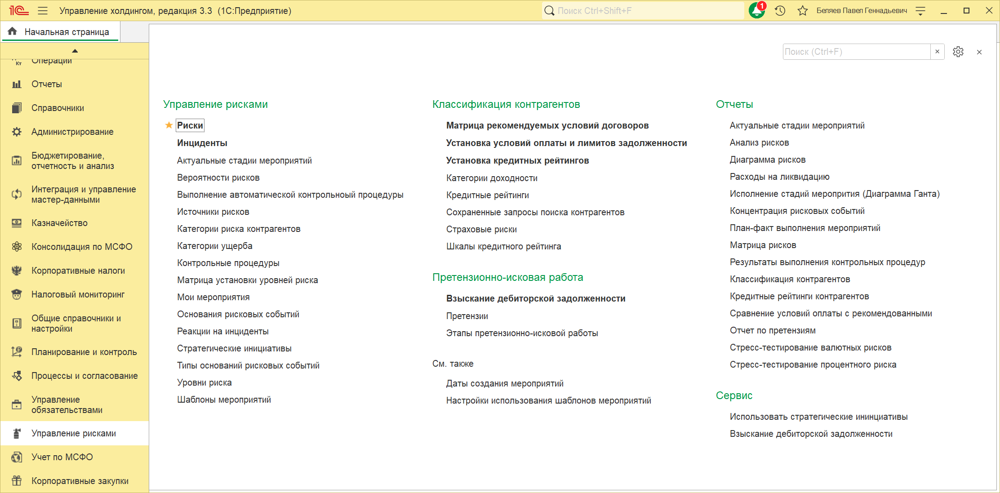 1С Управление холдингом, редакция 3.3 (1С:Предприятие)
Поиск Ctrl+Shift+F
1
Беляев Павел Геннадьевич
Начальная страница
Поиск (Ctrl+F)
Кт
Операции
Отчеты
Справочники
Администрирование
Бюджетирование,
отчетность и анализ
Интеграция и управление
мастер-данными
Казначейство
Консолидация по МСФО
Корпоративные налоги
Налоговый мониторинг
Общие справочники и
настройки
Планирование и контроль
Процессы и согласование
Управление
обязательствами
Управление рисками
Учет по МСФО
Корпоративные закупки
Управление рисками
Риски
Инциденты
Актуальные стадии мероприятий
Вероятности рисков
Выполнение автоматической контрольноый процедуры
Источники рисков
Категории риска контрагентов
Категории ущерба
Контрольные процедуры
Матрица установки уровней риска
Мои мероприятия
Основания рисковых событий
Реакции на инциденты
Стратегические инициативы
Типы оснований рисковых событий
Уровни риска
Шаблоны мероприятий
Классификация контрагентов
Матрица рекомендуемых условий договоров
Установка условий оплаты и лимитов задолженности
Установка кредитных рейтингов
Категории доходности
Кредитные рейтинги
Сохраненные запросы поиска контрагентов
Страховые риски
Шкалы кредитного рейтинга
Претензионно-исковая работа
Взыскание дебиторской задолженности
Претензии
Этапы претензионно-исковой работы
См. также
Даты создания мероприятий
Настройки использования шаблонов мероприятий
Отчеты
Актуальные стадии мероприятий
Анализ рисков
Диаграмма рисков
Расходы на ликвидацию
Исполнение стадий меропрития (Диаграмма Ганта)
Концентрация рисковых событий
План-факт выполнения мероприятий
Матрица рисков
Результаты выполнения контрольных процедур
Классификация контрагентов
Кредитные рейтинги контрагентов
Сравнение условий оплаты с рекомендованными
Отчет по претензиям
Стресс-тестирование валютных рисков
Стресс-тестирование процентного риска
Сервис
Использовать стратегические ининциативы
Взыскание дебиторской задолженности